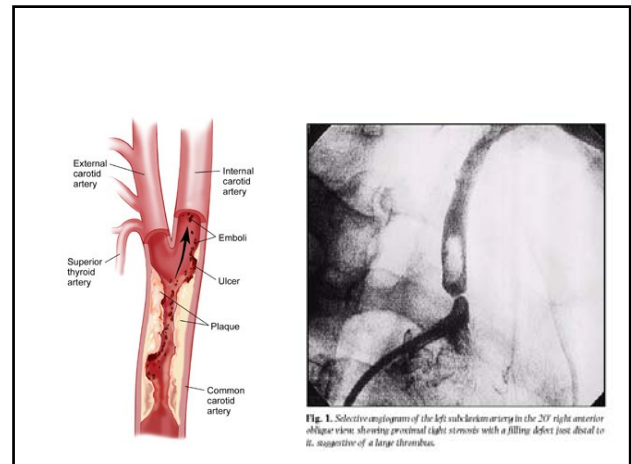 External
carotid
artery
Internal
carotid
artery
Emboli
Superior
thyroid
artery
Ulcer
Plaque
Common
carotid
artery
Fig. 1. Selective angiogram of the left subclavian artery in the 20° right anterior
oblique view, showing proximal tight stenosis with a filling defect just distal to
it, suggestive of a large thrombus.